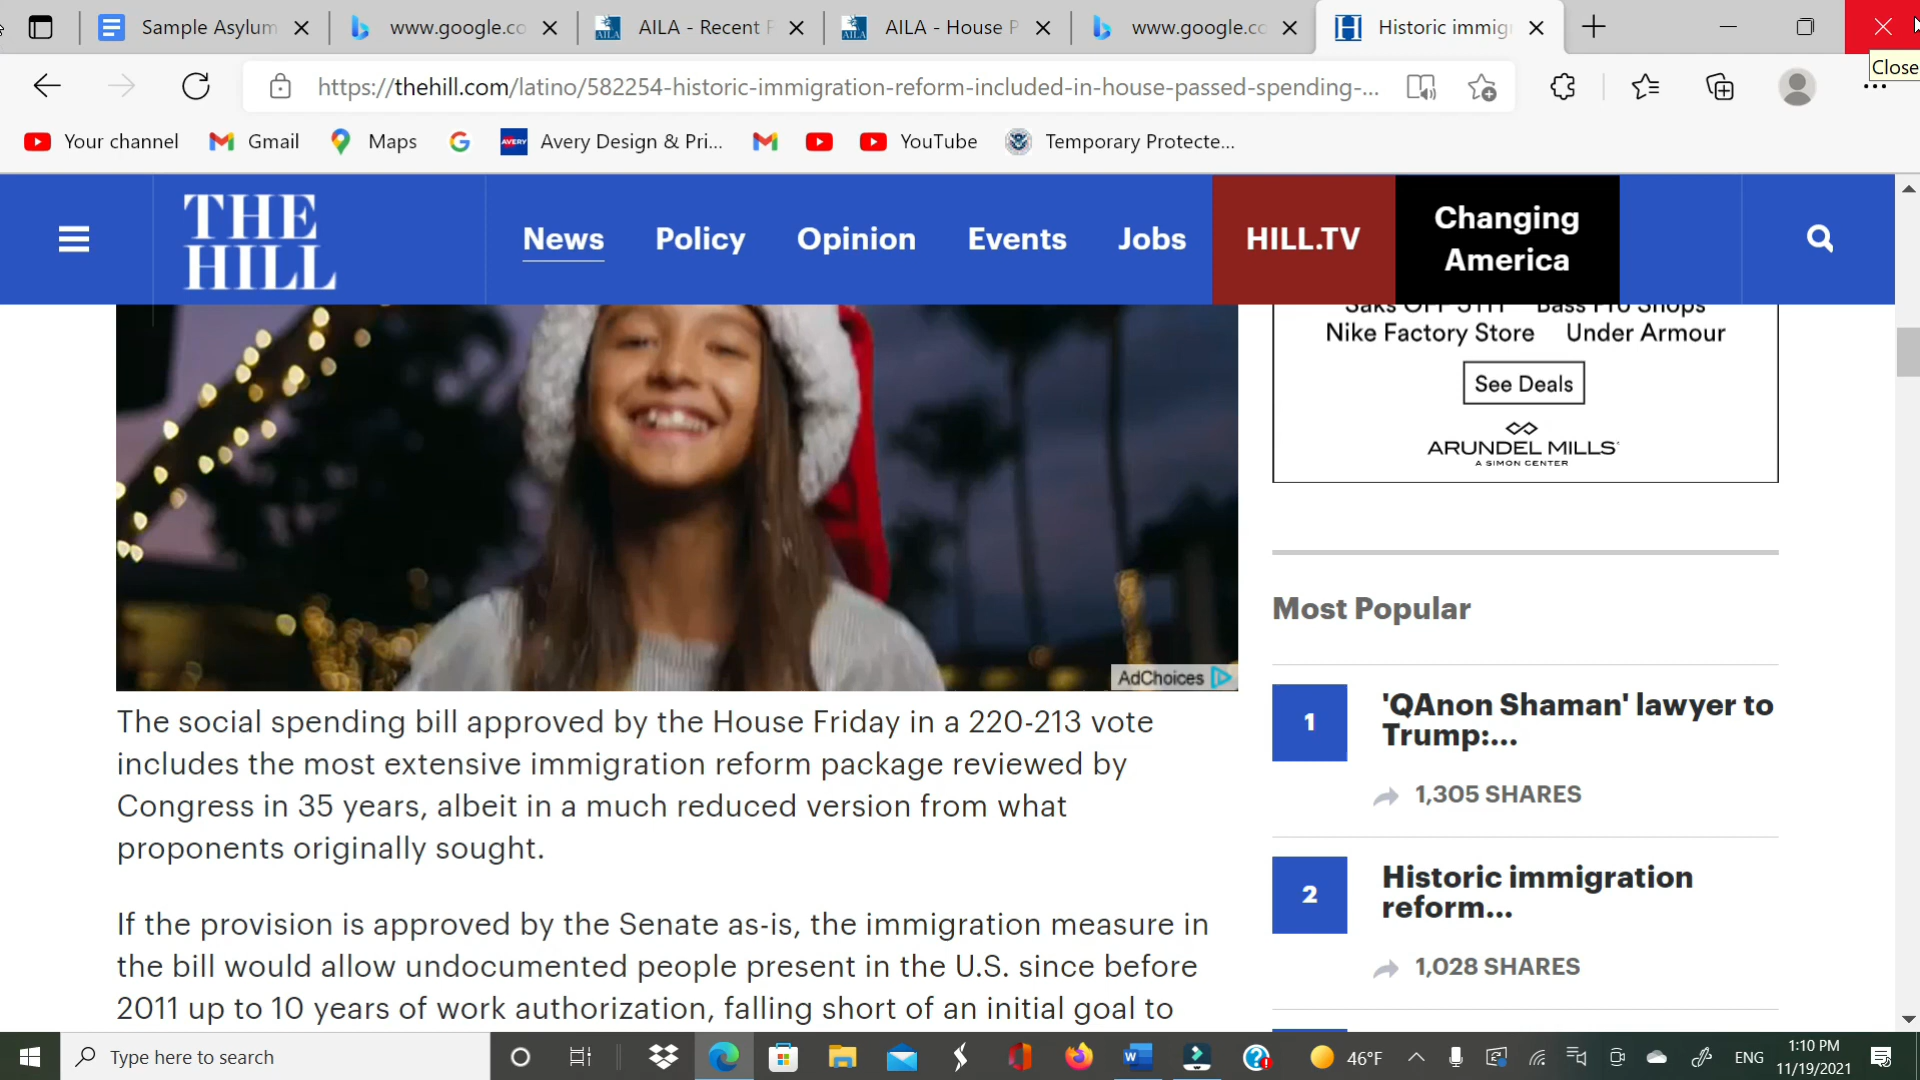 Sample Asylum
www.google.co
AILA - Recent F
AILA - House P
www.google.co
Historic immig
Close
https://thehill.com/latino/582254-historic-immigration-reform-included-in-house-passed-spending-...
Your channel
Gmail
Maps
AVERY
Avery Design & Pri...
YouTube
Temporary Protecte...
THE
HILL
News
Policy
Opinion
Events
Jobs
HILL.TV
Changing
America
Saks OFF 5TH Bass Pro Shops
Nike Factory Store Under Armour
See Deals
ARUNDEL MILLS
A SIMON CENTER
AdChoices
The social spending bill approved by the House Friday in a 220-213 vote
includes the most extensive immigration reform package reviewed by
Congress in 35 years, albeit in a much reduced version from what
proponents originally sought.
If the provision is approved by the Senate as-is, the immigration measure in
the bill would allow undocumented people present in the U.S. since before
2011 up to 10 years of work authorization, falling short of an initial goal to
Most Popular
1
'QAnon Shaman' lawyer to
Trump:...
1,305 SHARES
2
Historic immigration
reform...
1,028 SHARES
Type here to search
46°F
ENG
1:10 PM
11/19/2021